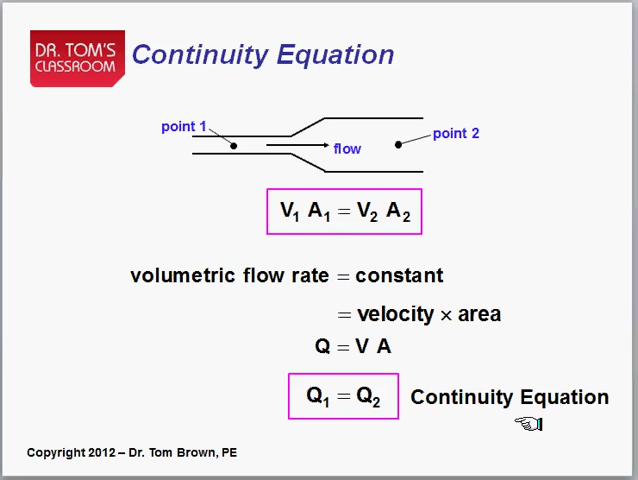 DR. TOM'S
CLASSROOM
Continuity Equation
point 1
point 2
flow
V₁ A₁ = V₂ A₂
volumetric flow rate = constant
= velocity × area
Q = V A
Q₁ = Q₂ Continuity Equation
Copyright 2012 – Dr. Tom Brown, PE